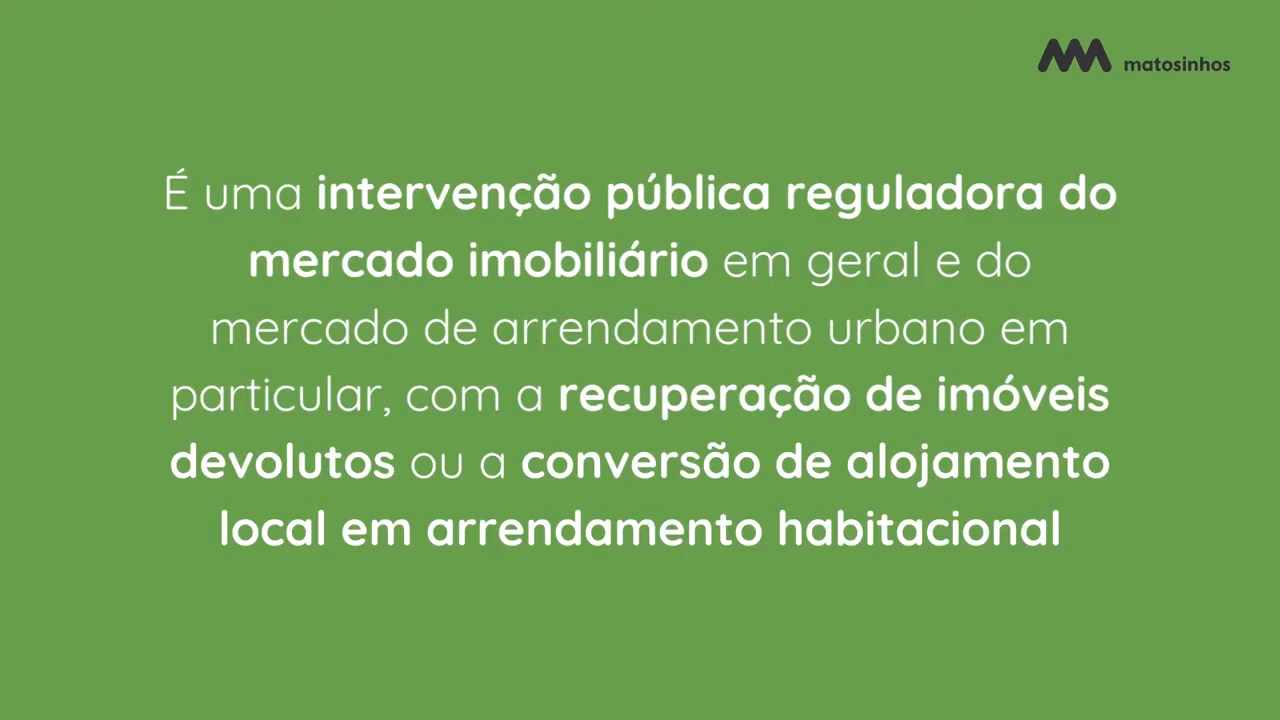 matosinhos
É uma intervenção pública reguladora do
mercado imobiliário em geral e do
mercado de arrendamento urbano em
particular, com a recuperação de imóveis
devolutos ou a conversão de alojamento
local em arrendamento habitacional